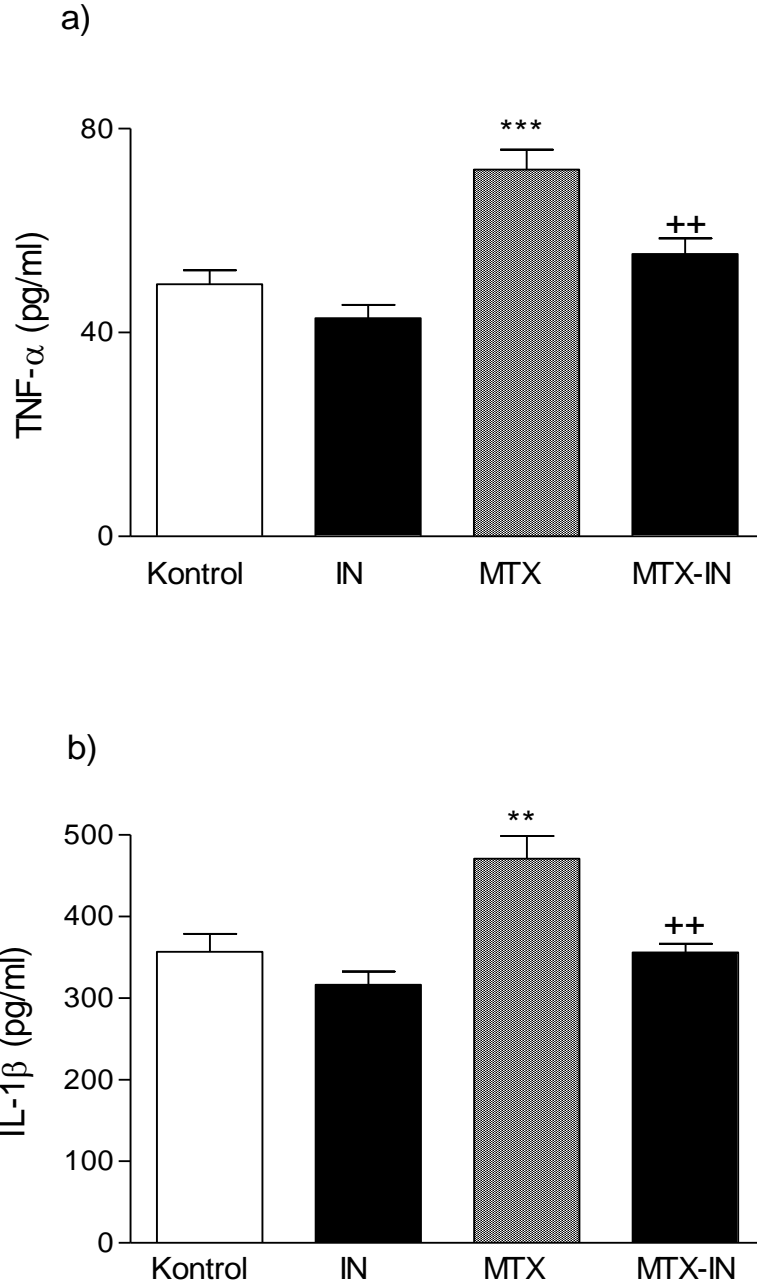 a)
TNF-α (pg/ml)
80
40
0
***
++
Kontrol IN MTX MTX-IN
b)
IL-1β (pg/ml)
500
400
300
200
100
0
**
++
Kontrol IN MTX MTX-IN